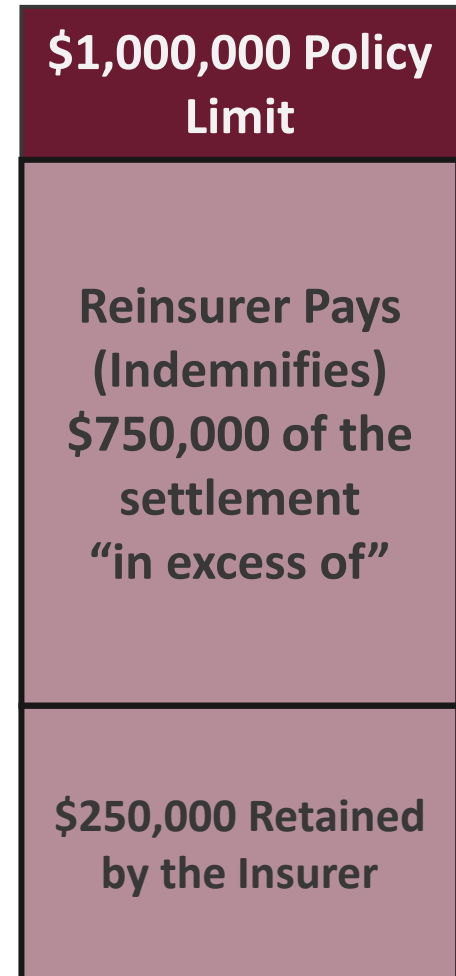 $1,000,000 Policy
Limit
Reinsurer Pays
(Indemnifies)
$750,000 of the
settlement
“in excess of”
$250,000 Retained
by the Insurer